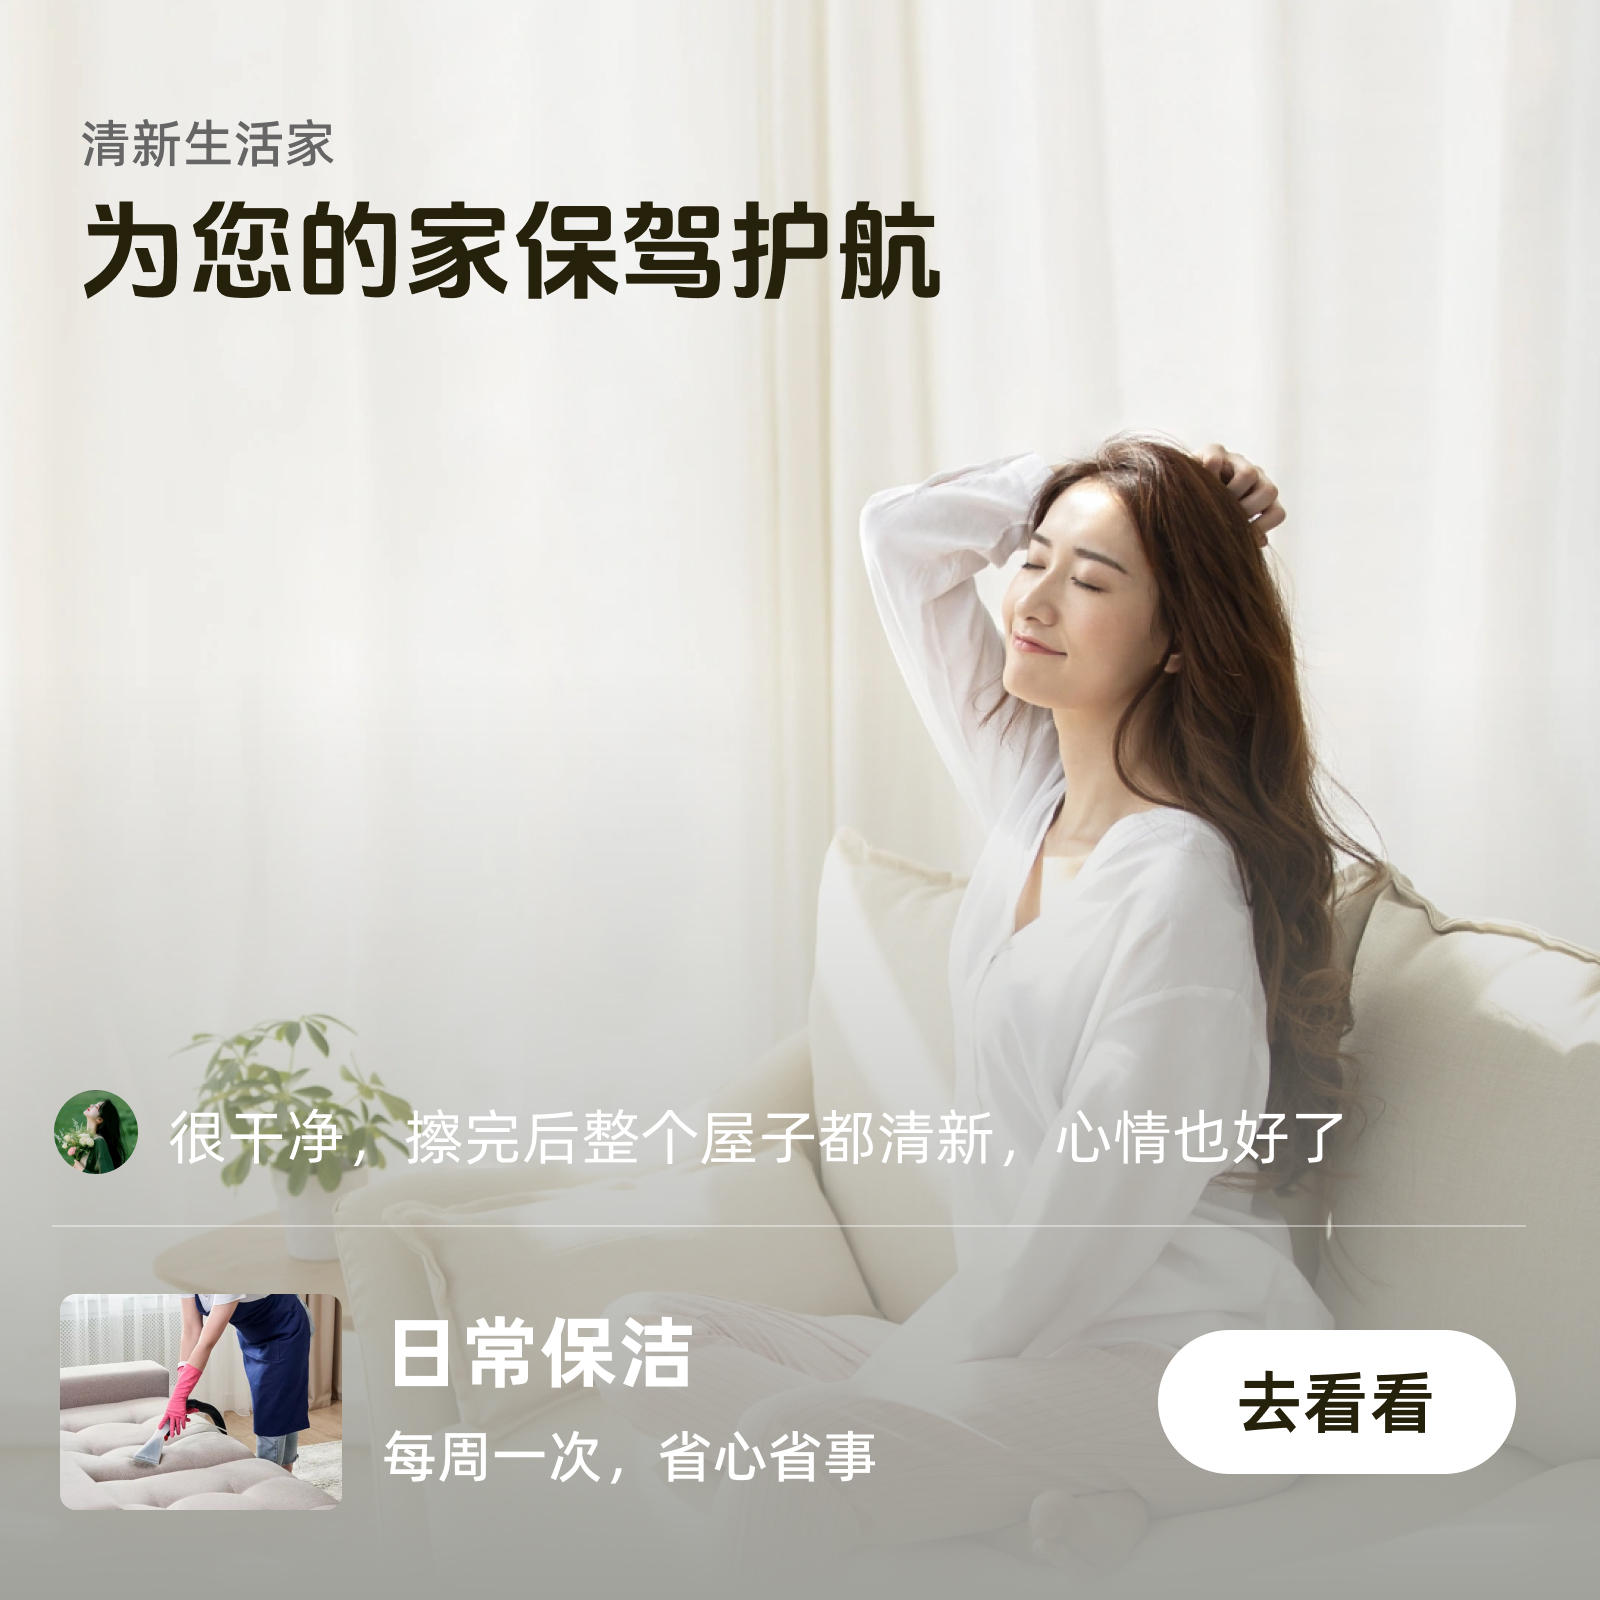 清新生活家
为您的家保驾护航
很干净，擦完后整个屋子都清新，心情也好了
日常保洁
每周一次，省心省事
去看看